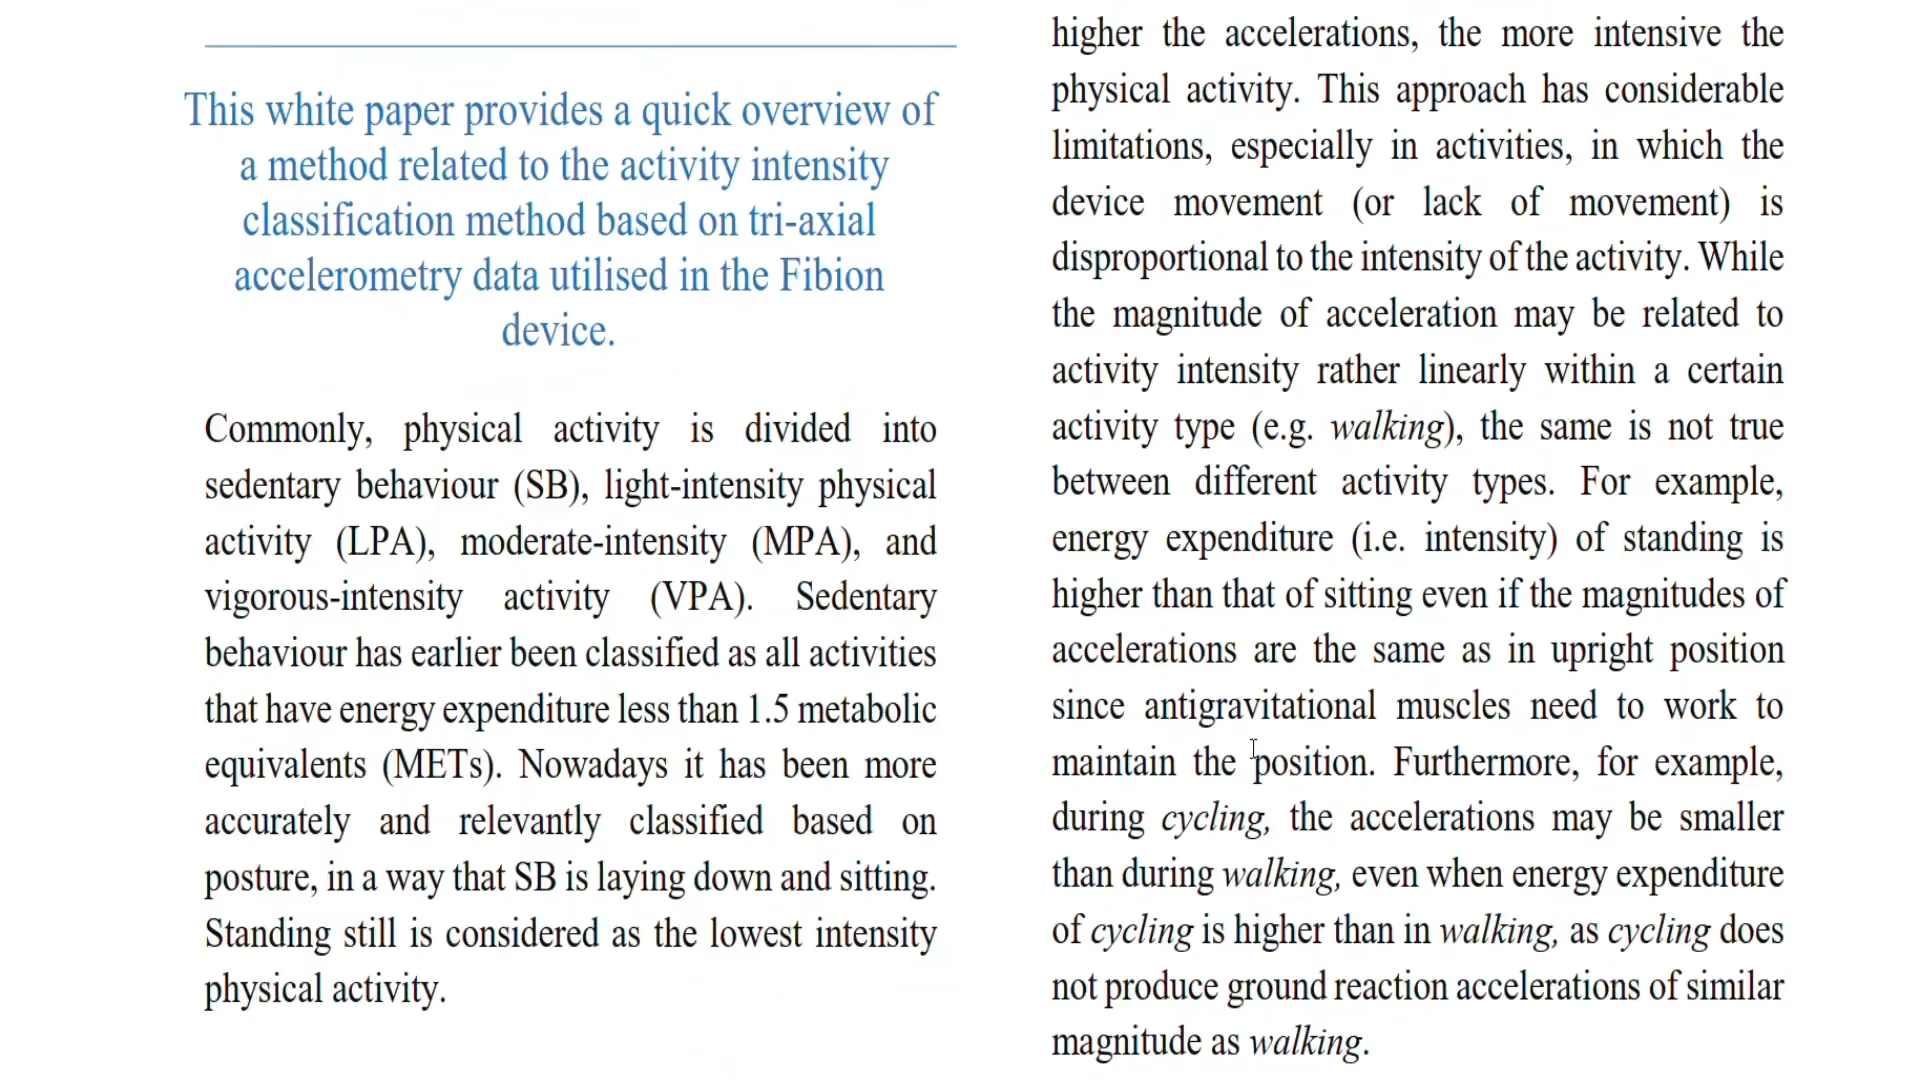 This white paper provides a quick overview of
a method related to the activity intensity
classification method based on tri-axial
accelerometry data utilised in the Fibion
device.
Commonly, physical activity is divided into
sedentary behaviour (SB), light-intensity physical
activity (LPA), moderate-intensity (MPA), and
vigorous-intensity activity (VPA). Sedentary
behaviour has earlier been classified as all activities
that have energy expenditure less than 1.5 metabolic
equivalents (METs). Nowadays it has been more
accurately and relevantly classified based on
posture, in a way that SB is laying down and sitting.
Standing still is considered as the lowest intensity
physical activity.
higher the accelerations, the more intensive the
physical activity. This approach has considerable
limitations, especially in activities, in which the
device movement (or lack of movement) is
disproportional to the intensity of the activity. While
the magnitude of acceleration may be related to
activity intensity rather linearly within a certain
activity type (e.g. walking), the same is not true
between different activity types. For example,
energy expenditure (i.e. intensity) of standing is
higher than that of sitting even if the magnitudes of
accelerations are the same as in upright position
since antigravitational muscles need to work to
maintain the position. Furthermore, for example,
during cycling, the accelerations may be smaller
than during walking, even when energy expenditure
of cycling is higher than in walking, as cycling does
not produce ground reaction accelerations of similar
magnitude as walking.